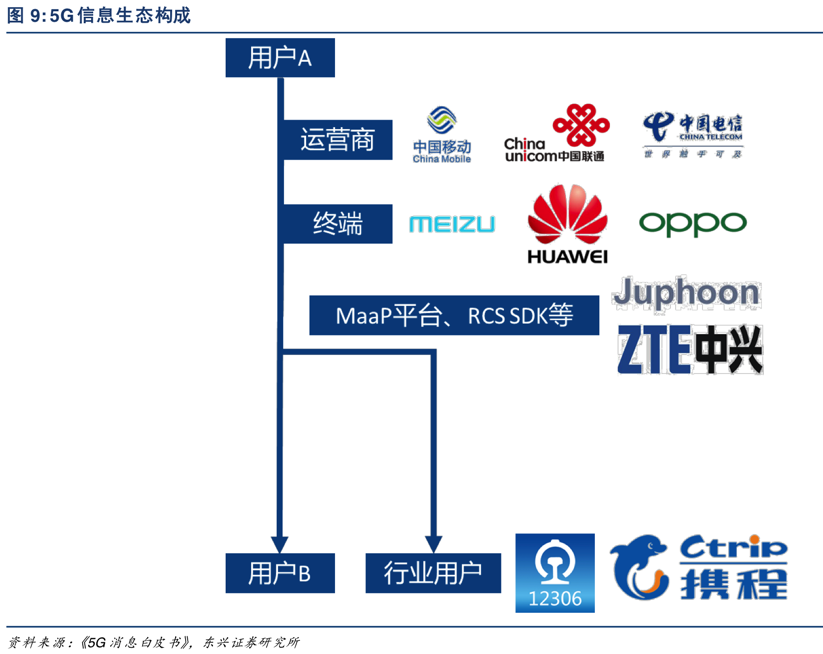 图 9:5G信息生态构成
用户A
运营商
中国移动
China Mobile
China
unicom中国联通
中国电信
CHINA TELECOM
世界触手可及
终端
MEIZU
HUAWEI
oppo
MaaP平台、RCS SDK等
Juphoon
ZTE中兴
用户B
行业用户
12306
Ctrip
携程
资料来源：《5G消息白皮书》，东兴证券研究所